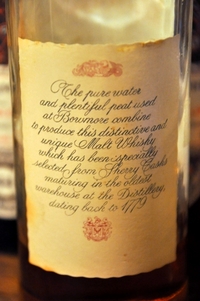 The pure water
and plentiful peat used
at Bowmore combine
to produce this distinctive and
unique Malt Whisky
which has been specially
selected from Sherry Casks
maturing in the oldest
warehouse at the Distillery,
dating back to 1779